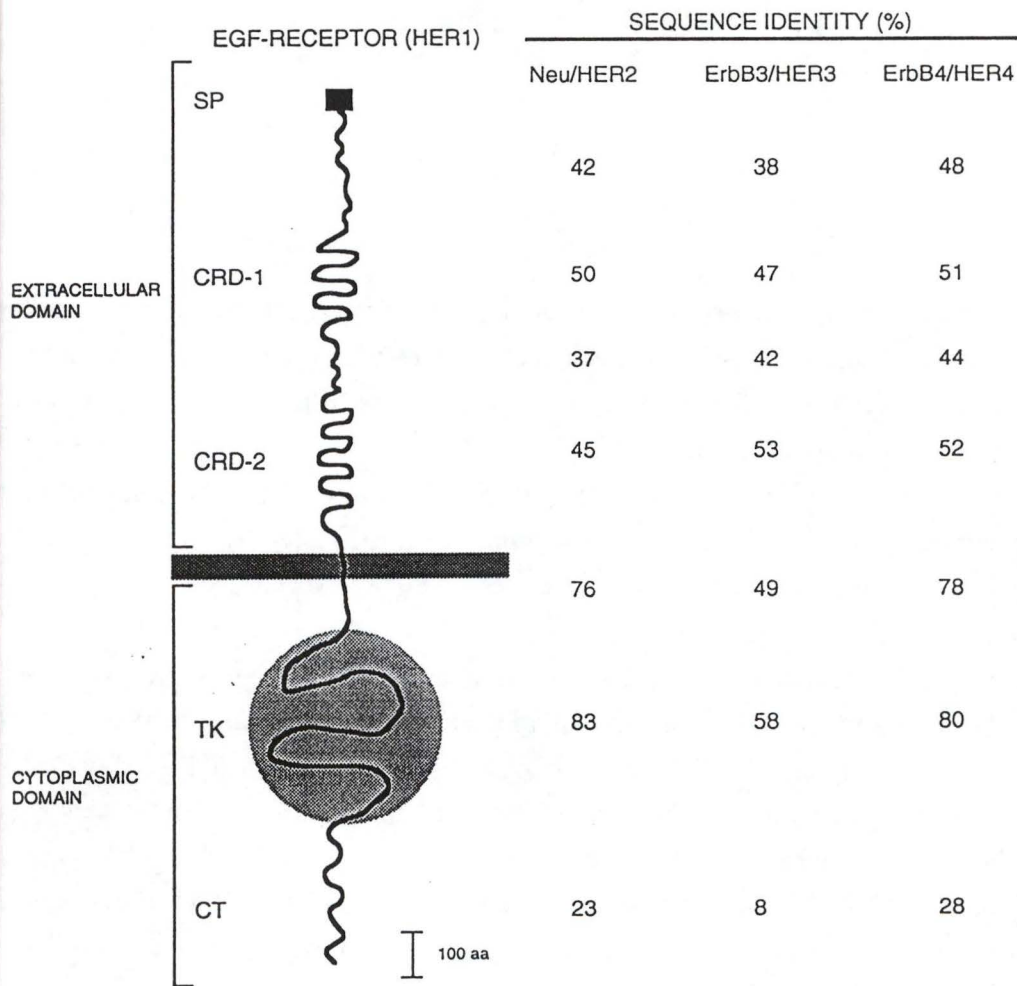 SEQUENCE IDENTITY (%)
EGF-RECEPTOR (HER1)
Neu/HER2 ErbB3/HER3 ErbB4/HER4
SP
42 38 48
CRD-1
50 47 51
EXTRACELLULAR
DOMAIN
37 42 44
CRD-2
45 53 52
76 49 78
TK
83 58 80
CYTOPLASMIC
DOMAIN
CT
23 8 28
100 aa